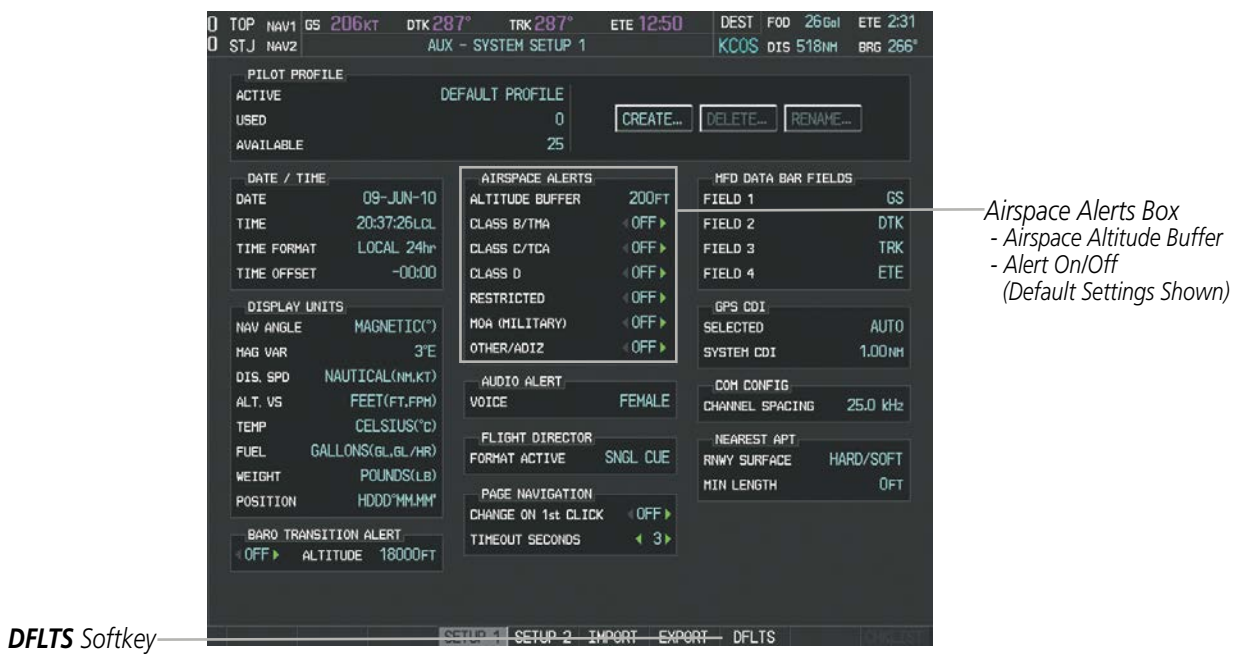 0 TOP NAV1 GS 206KT DTK 287° TRK 287° ETE 12:50 DEST FOD 26Gal ETE 2:31
0 STJ NAV2 AUX - SYSTEM SETUP 1 KCOS DIS 518NM BRG 266°
PILOT PROFILE
ACTIVE DEFAULT PROFILE
USED 0
AVAILABLE 25
CREATE... DELETE... RENAME...
DATE / TIME
DATE 09-JUN-10
TIME 20:37:26LCL
TIME FORMAT LOCAL 24hr
TIME OFFSET -00:00
DISPLAY UNITS
NAV ANGLE MAGNETIC(°)
MAG VAR 3°E
DIS, SPD NAUTICAL(NM,KT)
ALT, VS FEET(FT,FPM)
TEMP CELSIUS(°C)
FUEL GALLONS(GL,GL/HR)
WEIGHT POUNDS(LB)
POSITION HDDD°MM.MM'
BARO TRANSITION ALERT
OFF ALTITUDE 18000FT
AIRSPACE ALERTS
ALTITUDE BUFFER 200FT
CLASS B/TMA OFF
CLASS C/TCA OFF
CLASS D OFF
RESTRICTED OFF
MOA (MILITARY) OFF
OTHER/ADIZ OFF
AUDIO ALERT
VOICE FEMALE
FLIGHT DIRECTOR
FORMAT ACTIVE SNGL CUE
PAGE NAVIGATION
CHANGE ON 1st CLICK OFF
TIMEOUT SECONDS 3
MFD DATA BAR FIELDS
FIELD 1 GS
FIELD 2 DTK
FIELD 3 TRK
FIELD 4 ETE
GPS CDI
SELECTED AUTO
SYSTEM CDI 1.00NM
COM CONFIG
CHANNEL SPACING 25.0 kHz
NEAREST APT
RNWY SURFACE HARD/SOFT
MIN LENGTH 0FT
Airspace Alerts Box
- Airspace Altitude Buffer
- Alert On/Off
(Default Settings Shown)
DFLTS Softkey
SETUP 1 SETUP 2 IMPORT EXPORT DFLTS CHKLIST